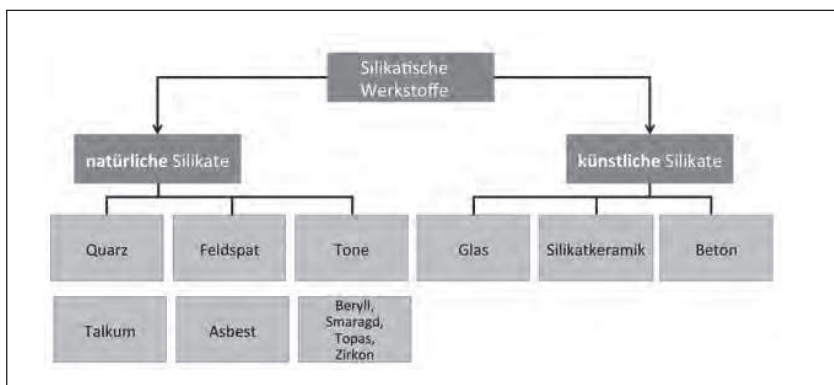 Silikatische
Werkstoffe
natürliche Silikate
künstliche Silikate
Quarz
Feldspat
Tone
Glas
Silikatkeramik
Beton
Talkum
Asbest
Beryll,
Smaragd,
Topas,
Zirkon